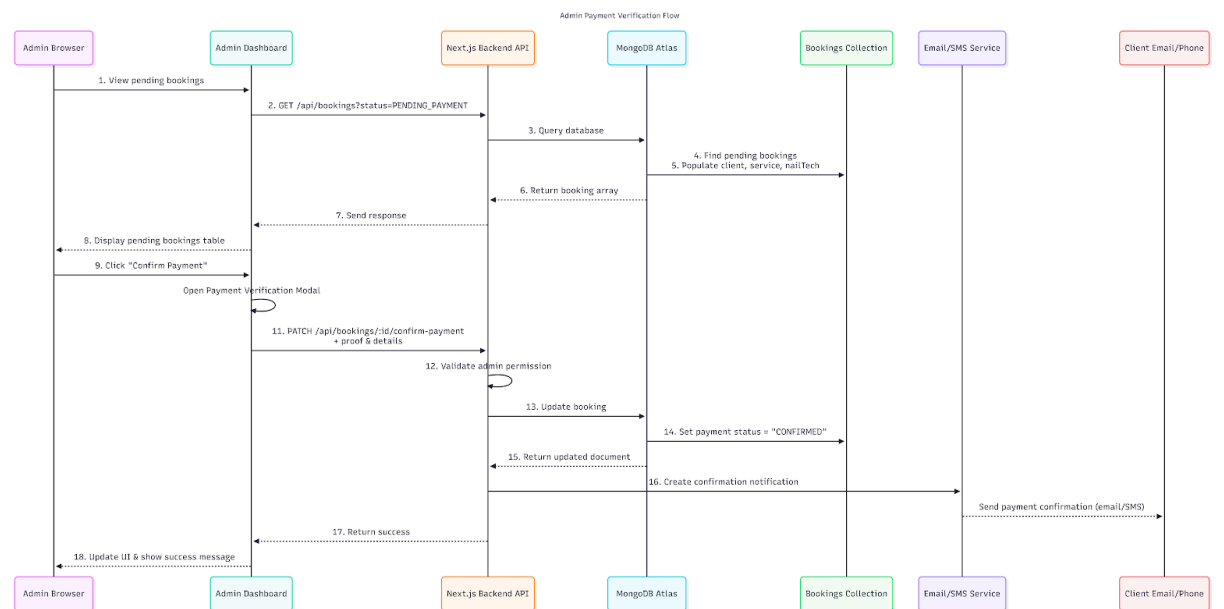 Admin Payment Verification Flow
Admin Browser
Admin Dashboard
Next.js Backend API
MongoDB Atlas
Bookings Collection
Email/SMS Service
Client Email/Phone
1. View pending bookings
2. GET /api/bookings?status=PENDING_PAYMENT
3. Query database
4. Find pending bookings
5. Populate client, service, nailTech
6. Return booking array
7. Send response
8. Display pending bookings table
9. Click "Confirm Payment"
Open Payment Verification Modal
11. PATCH /api/bookings/:id/confirm-payment
+ proof & details
12. Validate admin permission
13. Update booking
14. Set payment status = "CONFIRMED"
15. Return updated document
16. Create confirmation notification
Send payment confirmation (email/SMS)
17. Return success
18. Update UI & show success message
Admin Browser
Admin Dashboard
Next.js Backend API
MongoDB Atlas
Bookings Collection
Email/SMS Service
Client Email/Phone